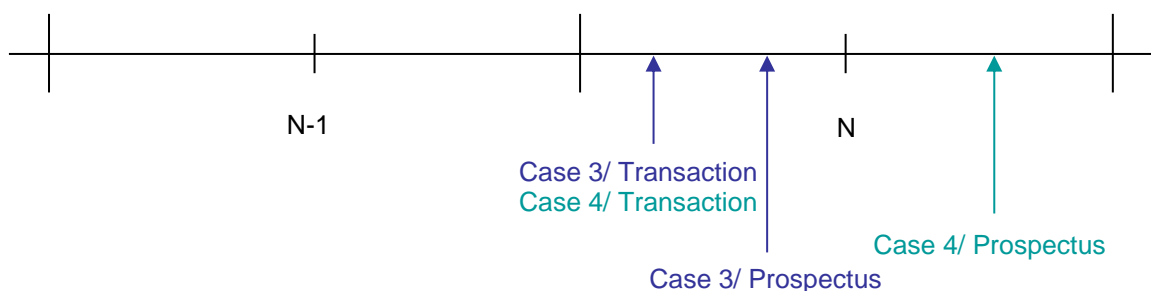 N-1
N
Case 3/ Transaction
Case 4/ Transaction
Case 4/ Prospectus
Case 3/ Prospectus